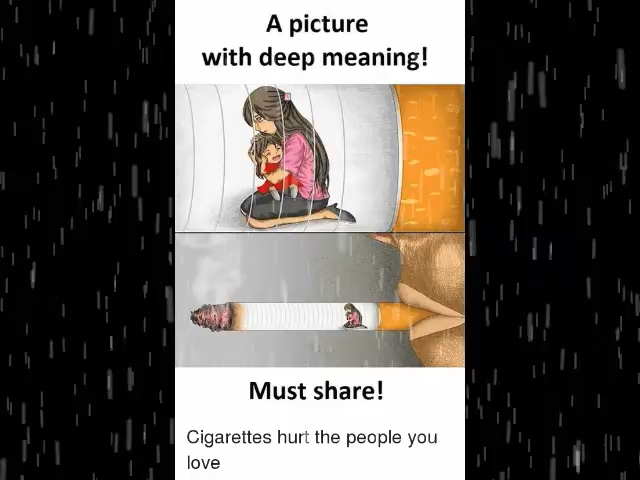 A picture
with deep meaning!
Must share!
Cigarettes hurt the people you
love